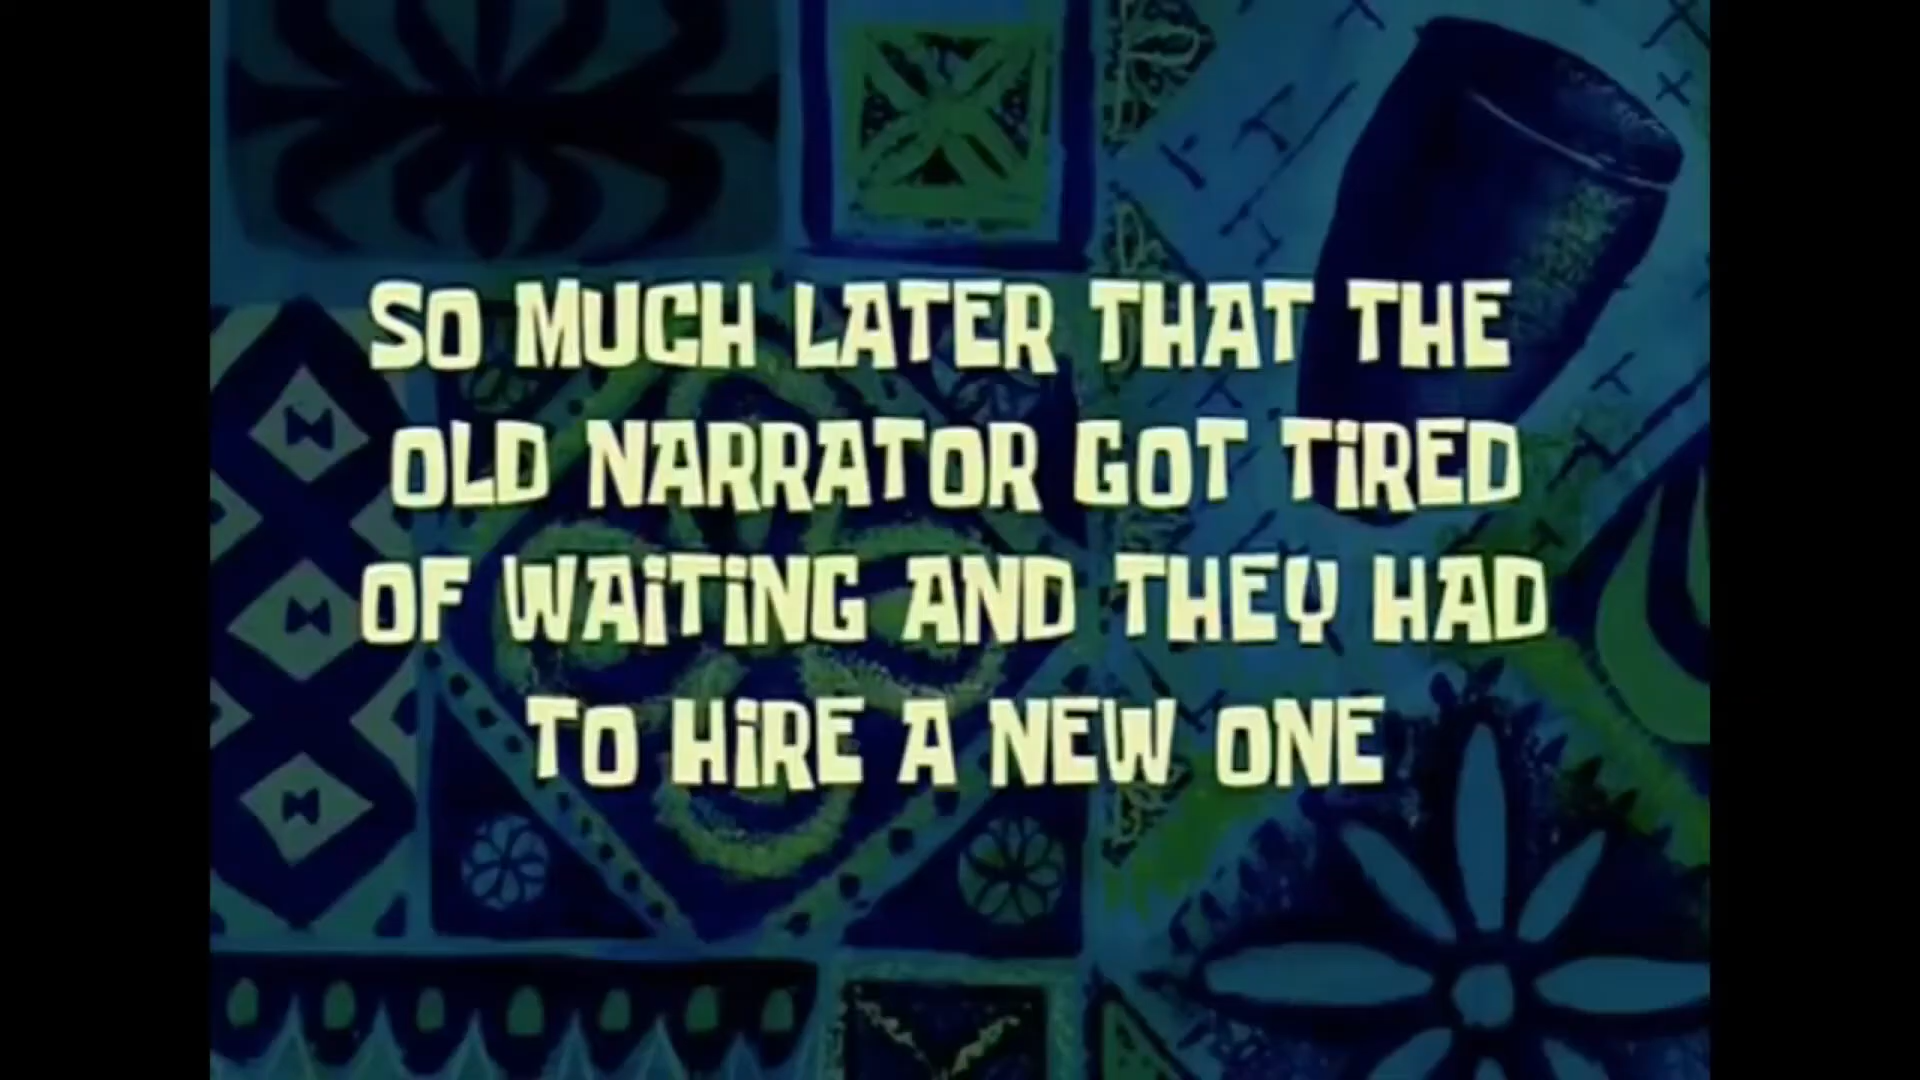 SO MUCH LATER THAT THE
OLD NARRATOR GOT TiRED
OF WAiTiNG AND THEY HAD
TO HiRE A NEW ONE